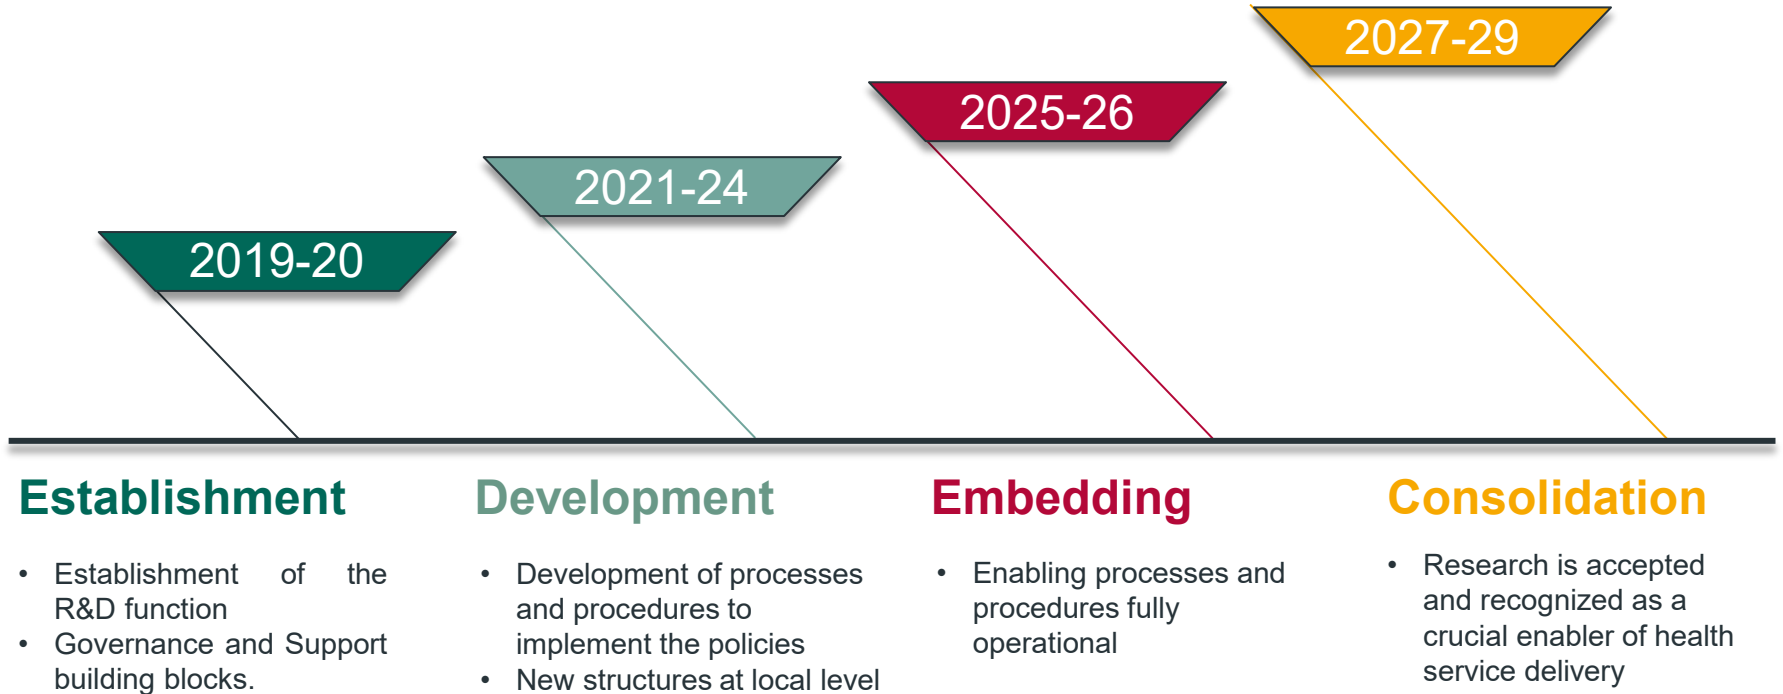 2019-20
2021-24
2025-26
2027-29
Establishment
• Establishment of the
R&D function
• Governance and Support
building blocks.
Development
• Development of processes
and procedures to
implement the policies
• New structures at local level
Embedding
• Enabling processes and
procedures fully
operational
Consolidation
• Research is accepted
and recognized as a
crucial enabler of health
service delivery